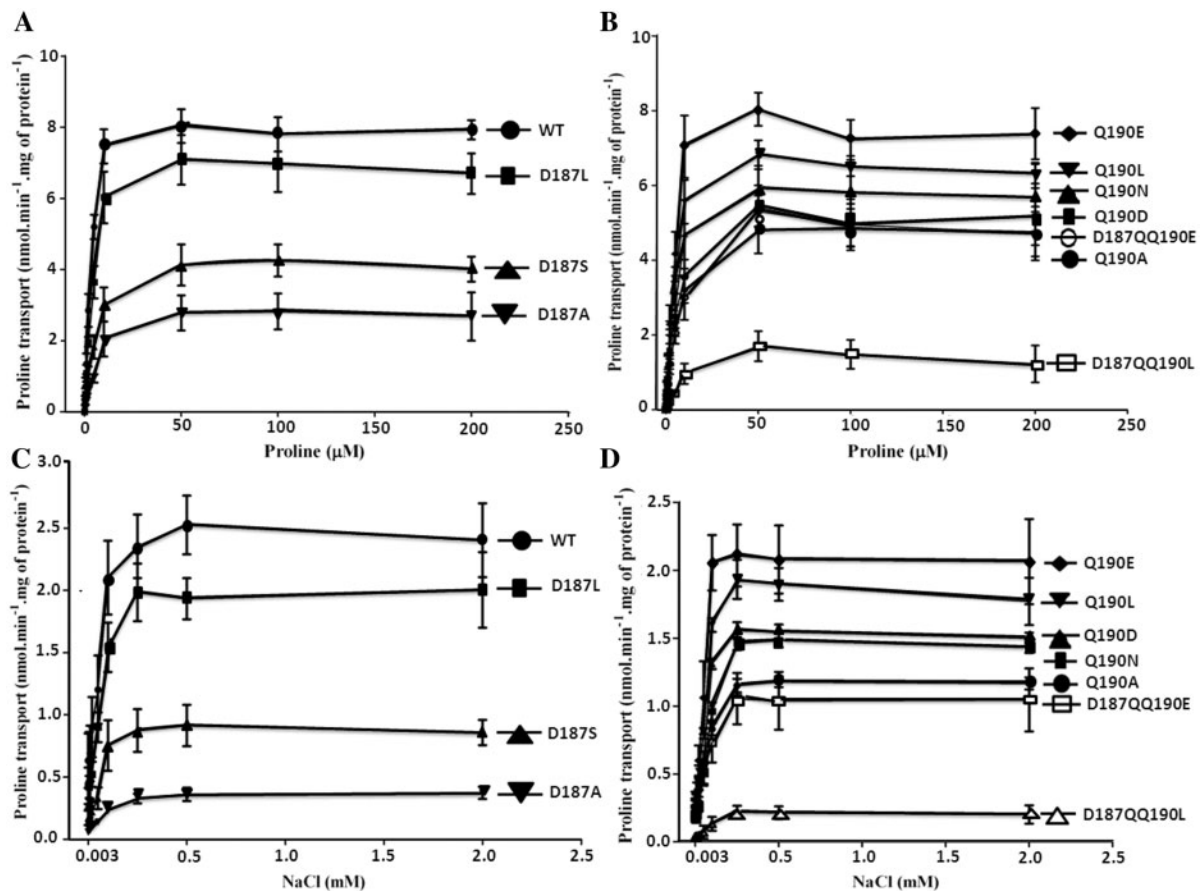 A
Proline transport (nmol.min⁻¹.mg of protein⁻¹)
10
8
6
4
2
0
0 50 100 150 200 250
Proline (μM)
WT
D187L
D187S
D187A
B
Proline transport (nmol.min⁻¹.mg of protein⁻¹)
10
8
6
4
2
0
0 50 100 150 200 250
Proline (μM)
Q190E
Q190L
Q190N
Q190D
D187QQ190E
Q190A
D187QQ190L
C
Proline transport (nmol.min⁻¹.mg of protein⁻¹)
3.0
2.5
2.0
1.5
1.0
0.5
0.0
0.003 0.5 1.0 1.5 2.0 2.5
NaCl (mM)
WT
D187L
D187S
D187A
D
Proline transport (nmol.min⁻¹.mg of protein⁻¹)
2.5
2.0
1.5
1.0
0.5
0.0
0.003 0.5 1.0 1.5 2.0 2.5
NaCl (mM)
Q190E
Q190L
Q190D
Q190N
Q190A
D187QQ190E
D187QQ190L